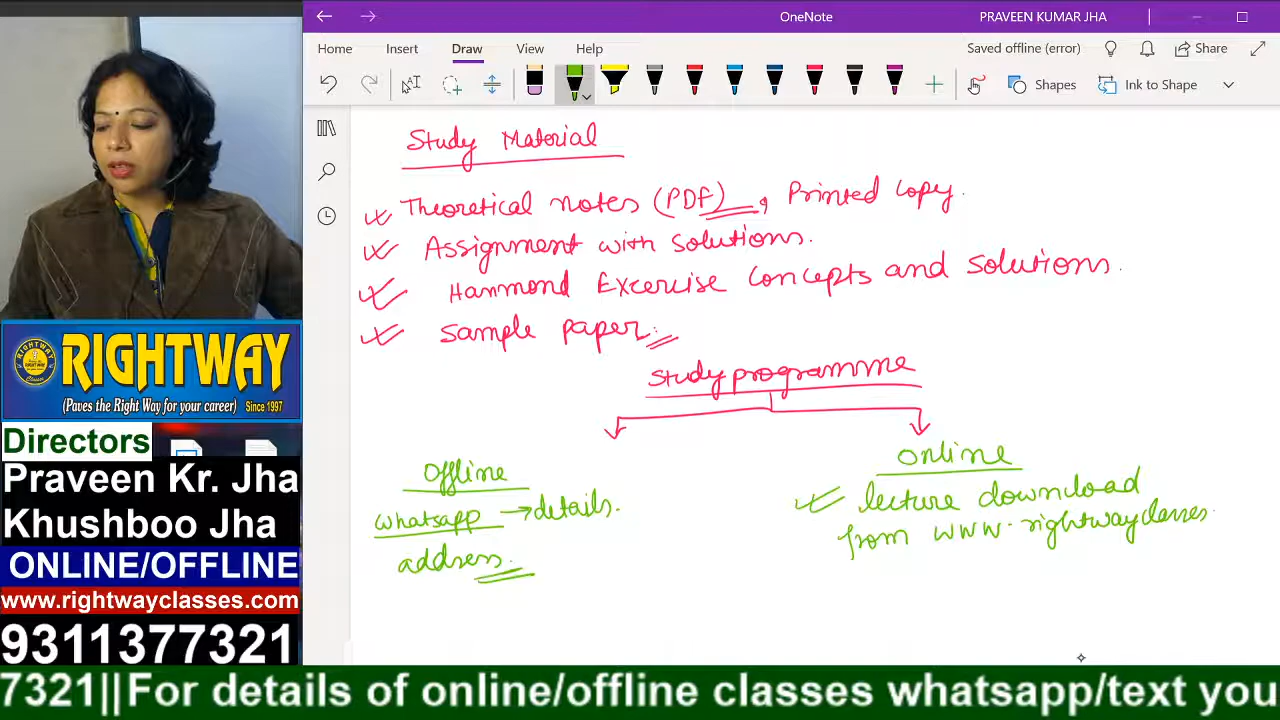 OneNote
PRAVEEN KUMAR JHA
Home Insert Draw View Help
Saved offline (error)
Share
Shapes
Ink to Shape
Study Material
Theoretical notes (PDF), Printed copy.
Assignment with solutions.
Hammond Excercise concepts and solutions.
Sample paper.
Study programme
Offline
whatsapp → details.
address.
online
lecture download
from www.rightwayclasses.
RIGHTWAY
(Paves the Right Way for your career) Since 1997
Directors
Praveen Kr. Jha
Khushboo Jha
ONLINE/OFFLINE
www.rightwayclasses.com
9311377321
7321||For details of online/offline classes whatsapp/text you